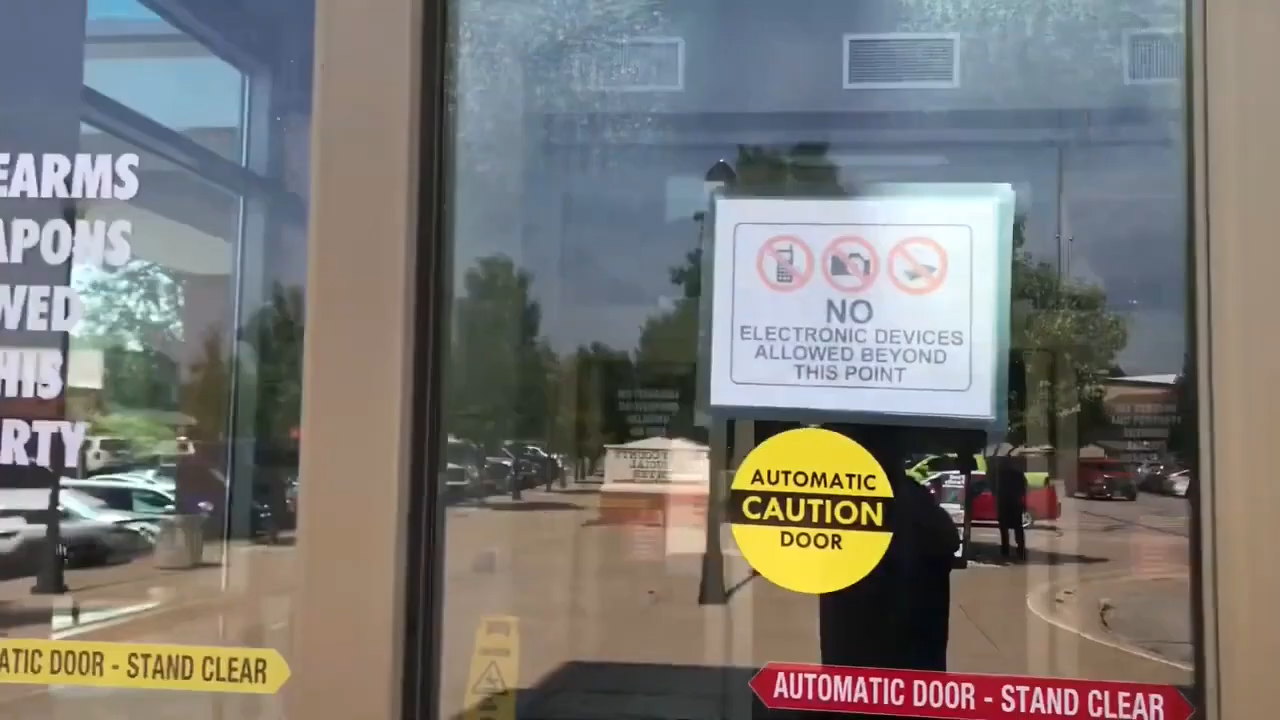 EARMS
APONS
WED
HIS
RTY
ATIC DOOR - STAND CLEAR
NO
ELECTRONIC DEVICES
ALLOWED BEYOND
THIS POINT
AUTOMATIC
CAUTION
DOOR
AUTOMATIC DOOR - STAND CLEAR